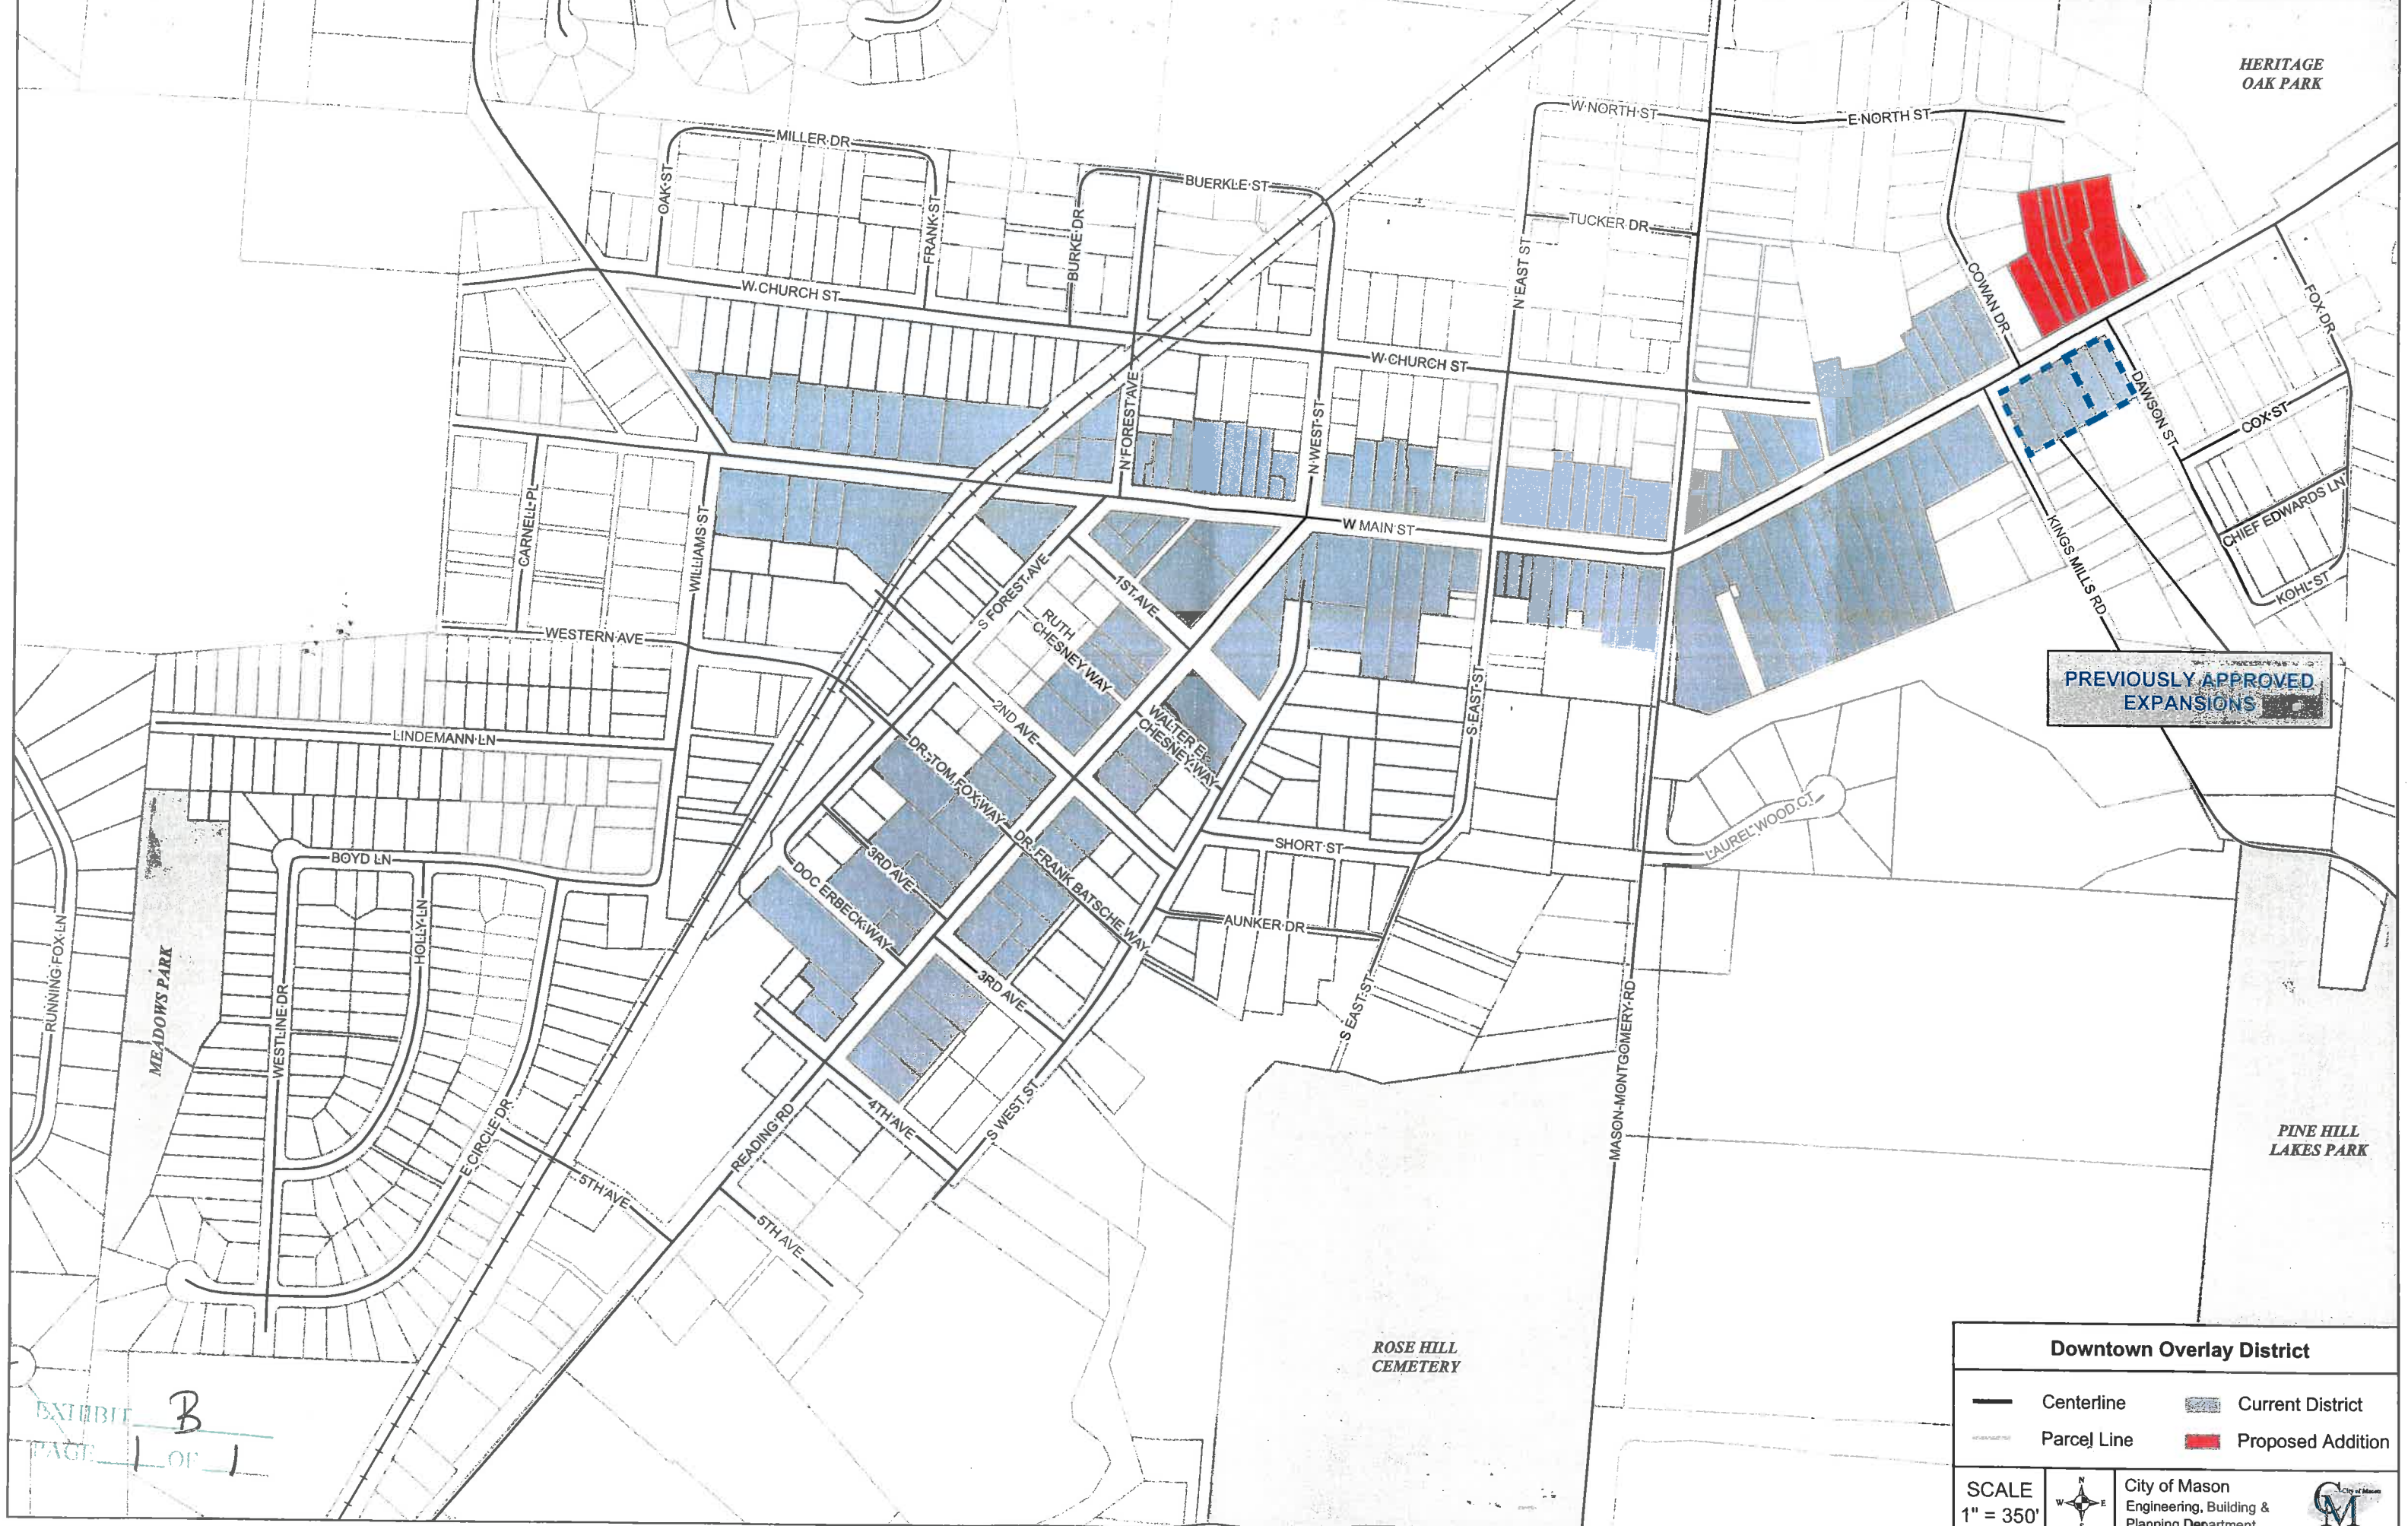 HERITAGE
OAK PARK
W NORTH ST
E NORTH ST
MILLER DR
OAK ST
FRANK ST
BURKE DR
BUERKLE ST
TUCKER DR
N EAST ST
COWAN DR
FOX DR
W CHURCH ST
W CHURCH ST
N FOREST AVE
N WEST ST
DAWSON ST
COX ST
CHIEF EDWARDS LN
KOHL ST
KINGS MILLS RD
W MAIN ST
CARNELL PL
WILLIAMS ST
S FOREST AVE
1ST AVE
RUTH
CHESNEY WAY
WESTERN AVE
PREVIOUSLY APPROVED
EXPANSIONS
S EAST ST
2ND AVE
WALTER E
CHESNEY WAY
LINDEMANN LN
DR. TOM FOX WAY
DR. FRANK BATSCHE WAY
LAURELWOOD CT
SHORT ST
BOYD LN
3RD AVE
DOC ERBECK WAY
HOLLY LN
AUNKER DR
RUNNING FOX LN
MEADOWS PARK
WESTLINE DR
3RD AVE
S EAST ST
MASON-MONTGOMERY RD
4TH AVE
S WEST ST
READING RD
E CIRCLE DR
5TH AVE
5TH AVE
PINE HILL
LAKES PARK
ROSE HILL
CEMETERY
Downtown Overlay District
Centerline
Current District
Parcel Line
Proposed Addition
SCALE
1" = 350'
N
W E
S
City of Mason
Engineering, Building &
Planning Department
CM City of Mason
EXHIBIT B
PAGE 1 OF 1